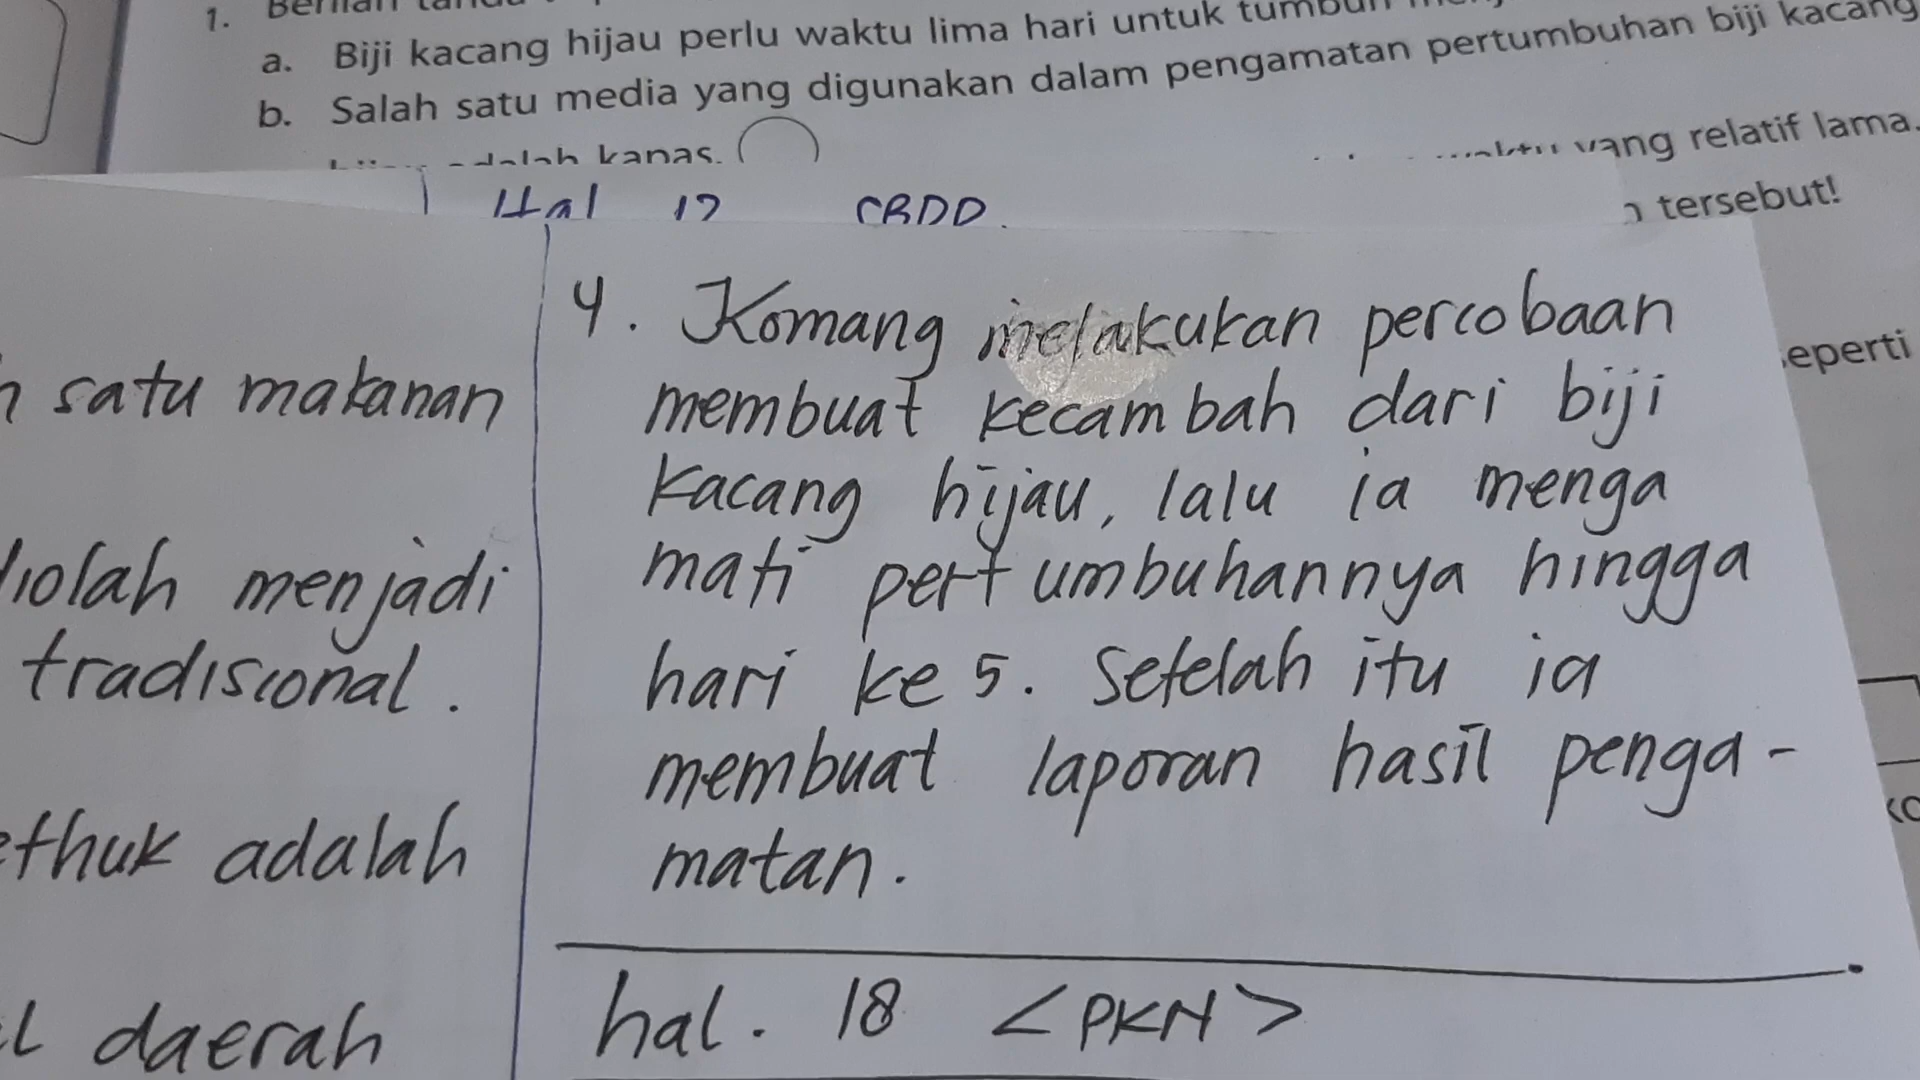 1.
a. Biji kacang hijau perlu waktu lima hari untuk
b. Salah satu media yang digunakan dalam pengamatan pertumbuhan biji kacang
kapas.
yang relatif lama.
tersebut!
Hal 17 CBDD
eperti
satu makanan
menjadi
tradisional.
adalah
daerah
4. Komang melakukan percobaan
membuat kecambah dari biji
kacang hijau, lalu ia menga
mati pertumbuhannya hingga
hari ke 5. Setelah itu ia
membuat laporan hasil penga-
matan.
hal. 18 <PKN>